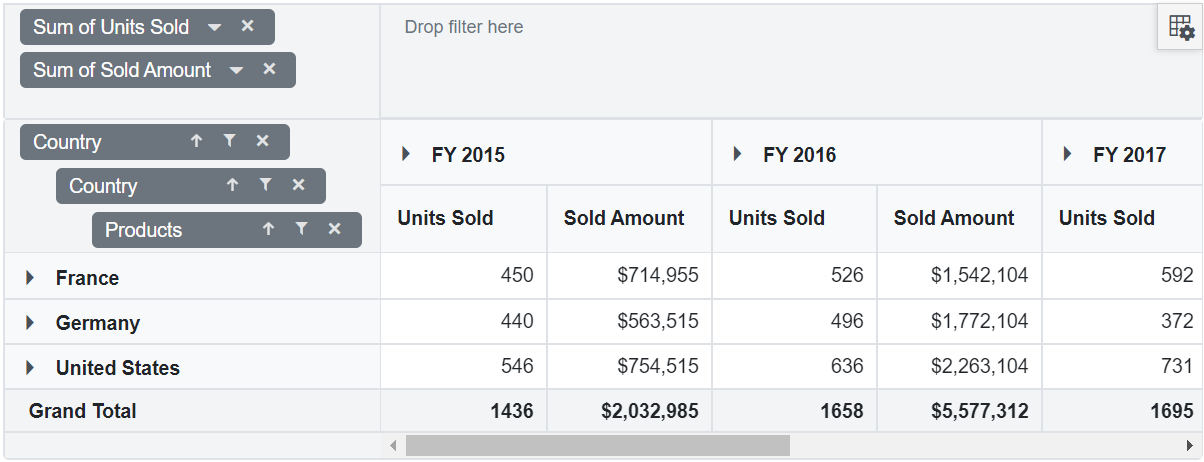 Sum of Units Sold
Drop filter here
Sum of Sold Amount
Country
Country
Products
FY 2015 FY 2016 FY 2017
Units Sold Sold Amount Units Sold Sold Amount Units Sold
France 450 $714,955 526 $1,542,104 592
Germany 440 $563,515 496 $1,772,104 372
United States 546 $754,515 636 $2,263,104 731
Grand Total 1436 $2,032,985 1658 $5,577,312 1695